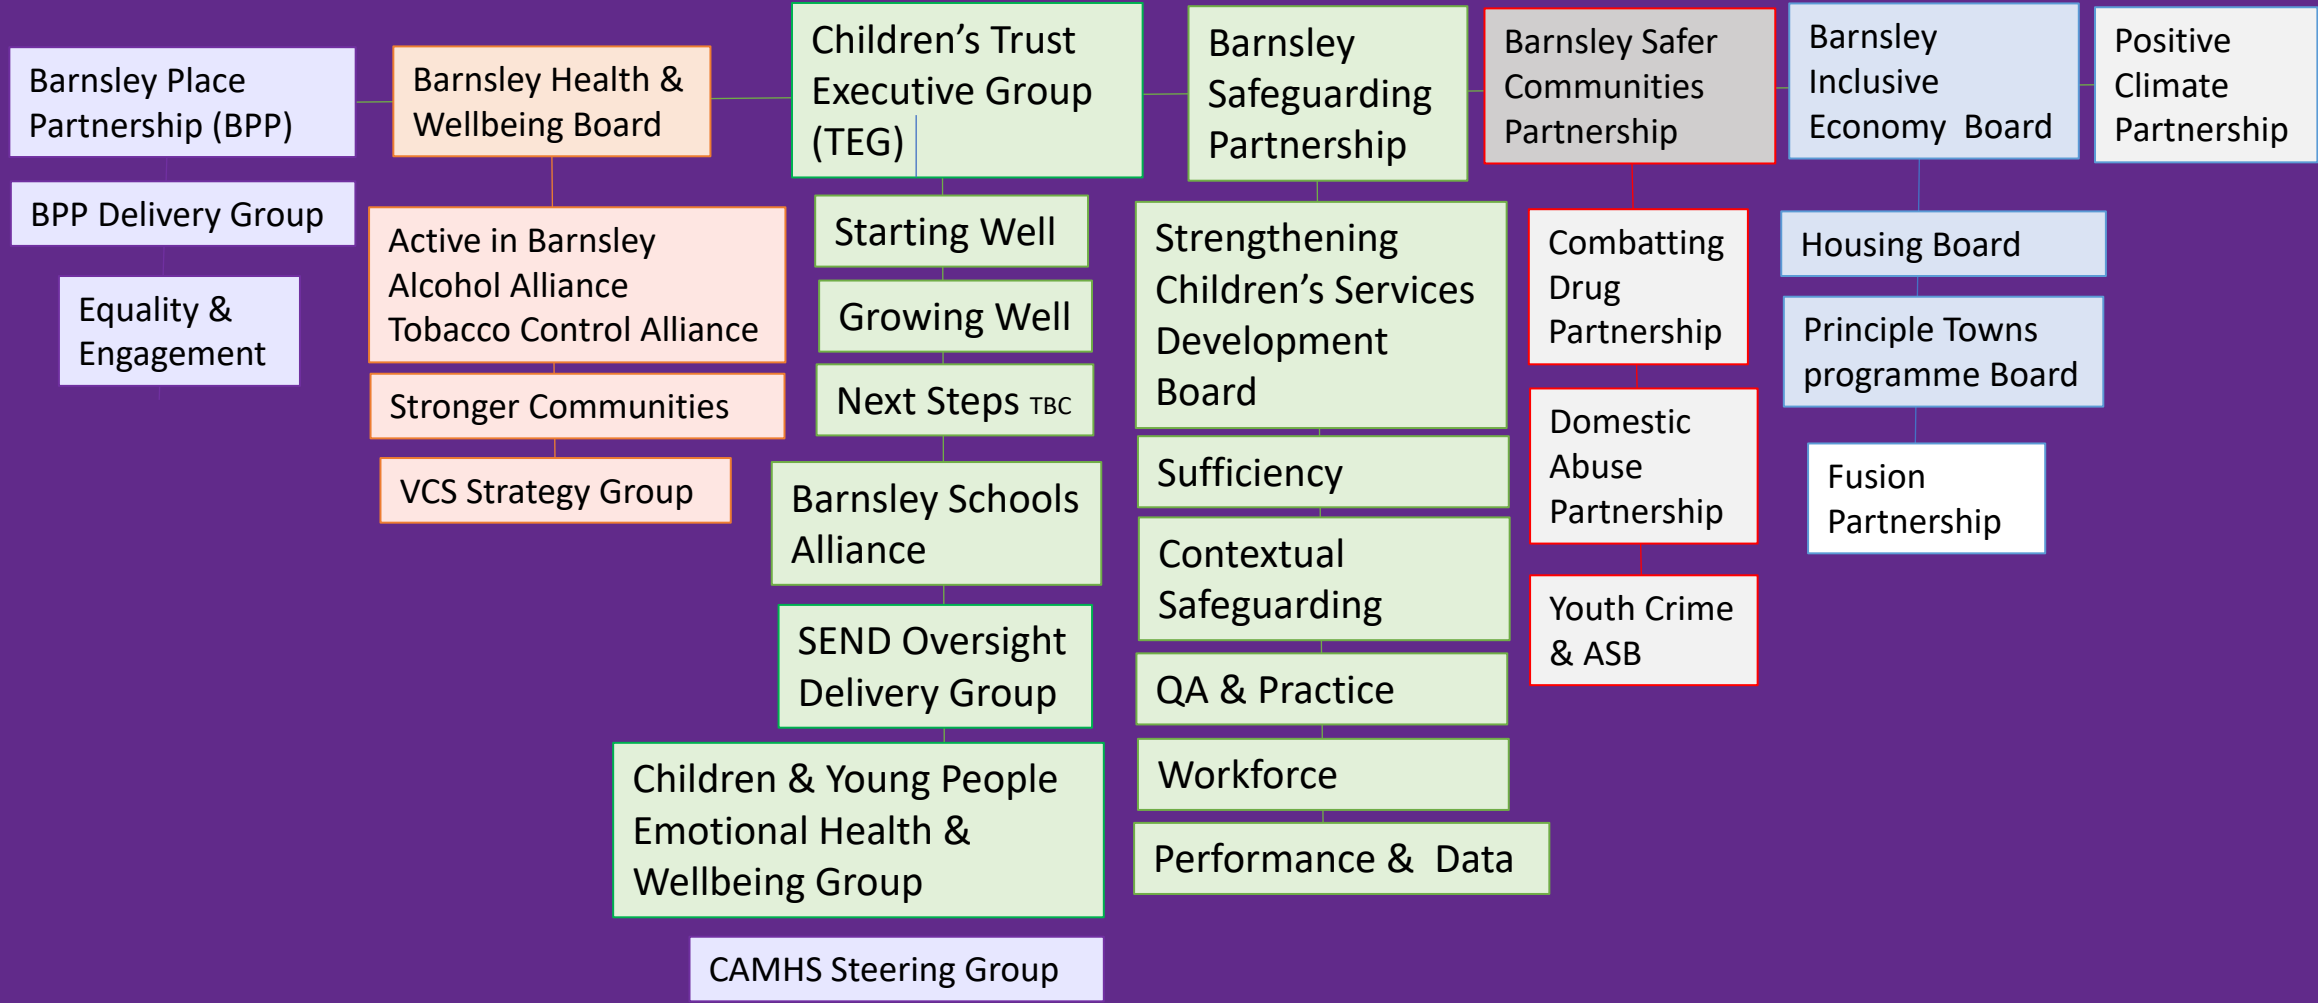 Barnsley Place
Partnership (BPP)
BPP Delivery Group
Equality &
Engagement
Barnsley Health &
Wellbeing Board
Active in Barnsley
Alcohol Alliance
Tobacco Control Alliance
Stronger Communities
VCS Strategy Group
Children’s Trust
Executive Group
(TEG)
Starting Well
Growing Well
Next Steps TBC
Barnsley Schools
Alliance
SEND Oversight
Delivery Group
Children & Young People
Emotional Health &
Wellbeing Group
CAMHS Steering Group
Barnsley
Safeguarding
Partnership
Strengthening
Children’s Services
Development
Board
Sufficiency
Contextual
Safeguarding
QA & Practice
Workforce
Performance & Data
Barnsley Safer
Communities
Partnership
Combatting
Drug
Partnership
Domestic
Abuse
Partnership
Youth Crime
& ASB
Barnsley
Inclusive
Economy Board
Housing Board
Principle Towns
programme Board
Fusion
Partnership
Positive
Climate
Partnership